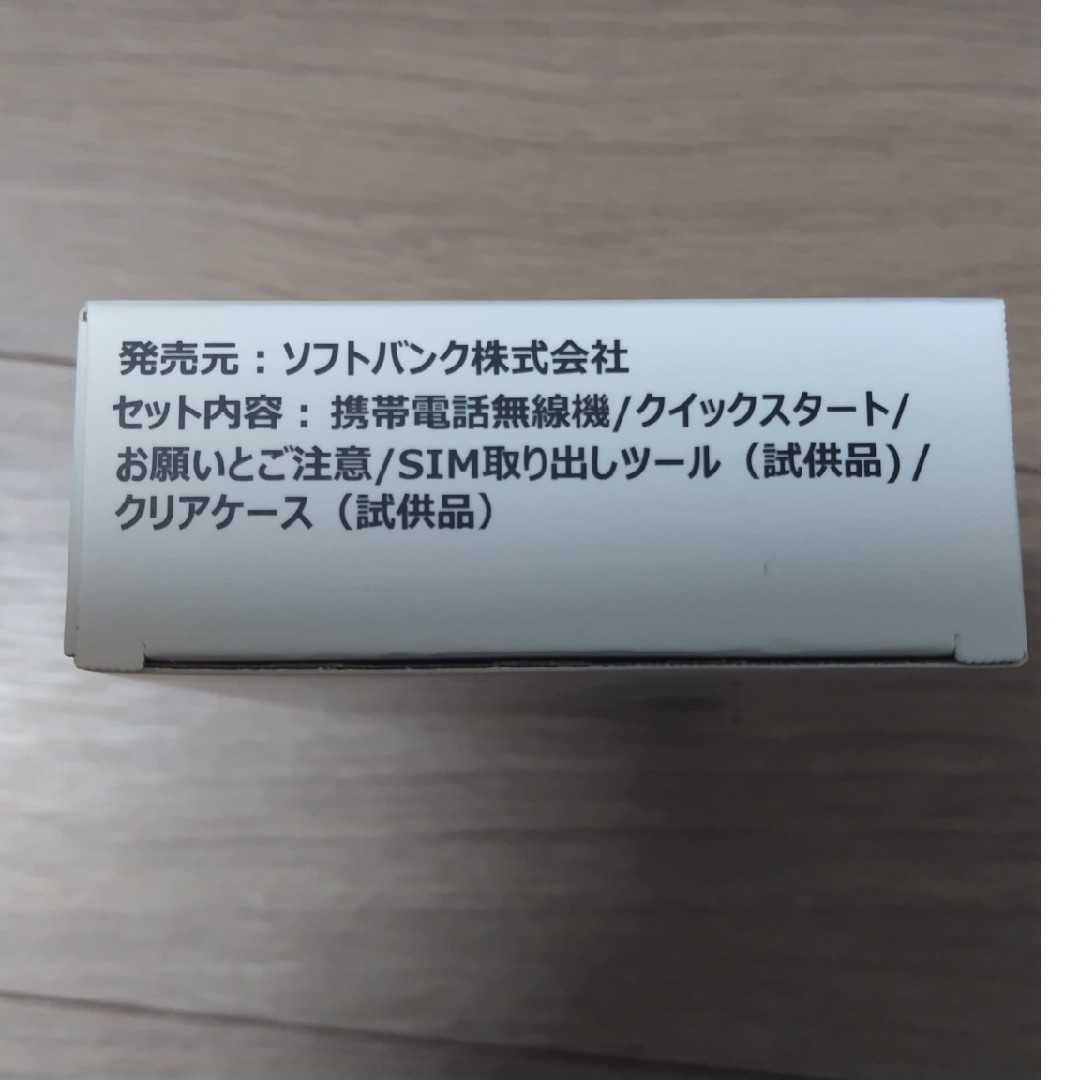 発売元：ソフトバンク株式会社
セット内容：携帯電話無線機/クイックスタート/
お願いとご注意/SIM取り出しツール（試供品)/
クリアケース（試供品）